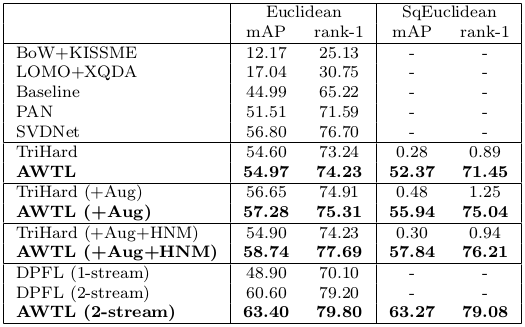 Euclidean SqEuclidean
mAP rank-1 mAP rank-1
BoW+KISSME 12.17 25.13 - -
LOMO+XQDA 17.04 30.75 - -
Baseline 44.99 65.22 - -
PAN 51.51 71.59 - -
SVDNet 56.80 76.70 - -
TriHard 54.60 73.24 0.28 0.89
AWTL 54.97 74.23 52.37 71.45
TriHard (+Aug) 56.65 74.91 0.48 1.25
AWTL (+Aug) 57.28 75.31 55.94 75.04
TriHard (+Aug+HNM) 54.90 74.23 0.30 0.94
AWTL (+Aug+HNM) 58.74 77.69 57.84 76.21
DPFL (1-stream) 48.90 70.10 - -
DPFL (2-stream) 60.60 79.20 - -
AWTL (2-stream) 63.40 79.80 63.27 79.08